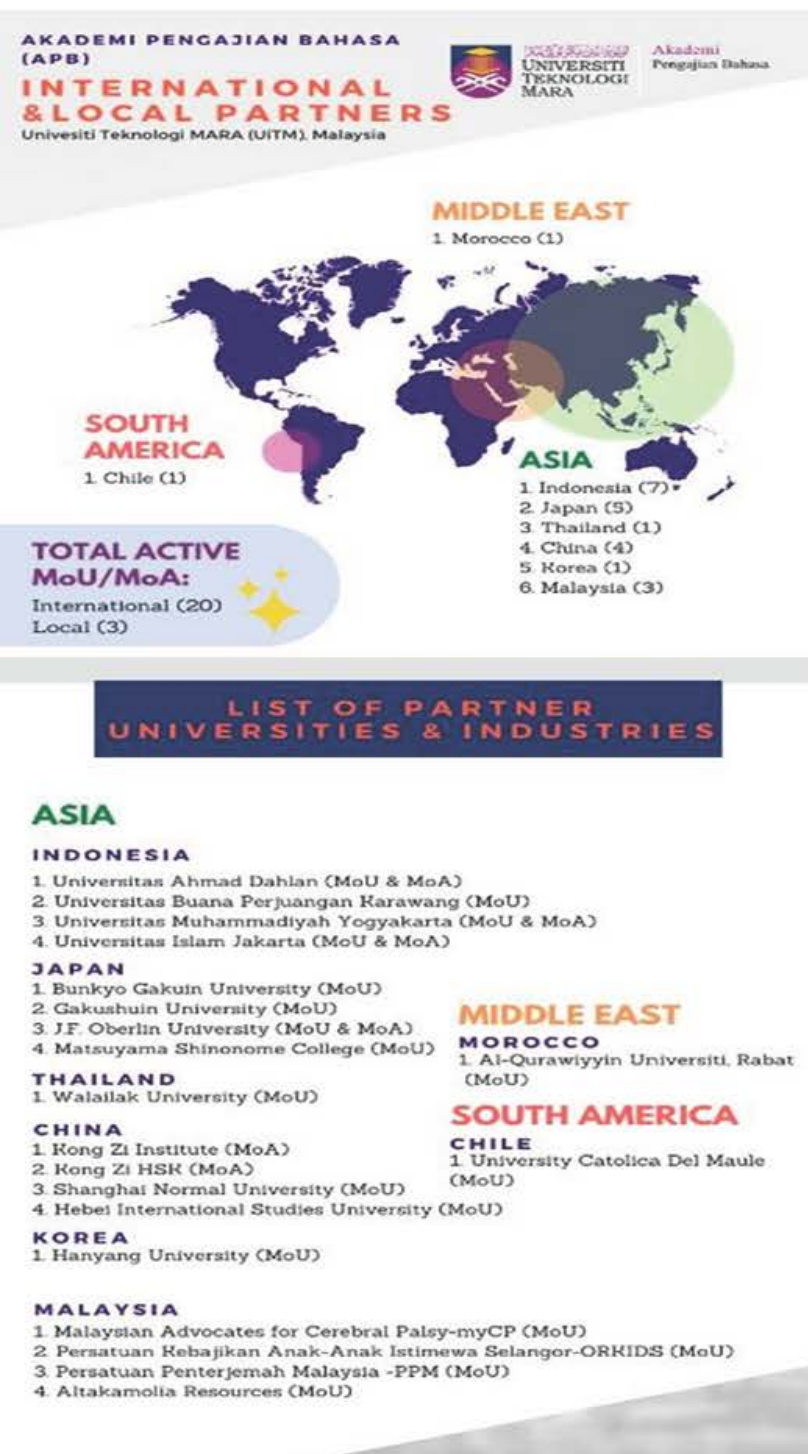 AKADEMI PENGAJIAN BAHASA
(APB)
INTERNATIONAL
&LOCAL PARTNERS
Univesiti Teknologi MARA (UiTM), Malaysia
UNIVERSITI
TEKNOLOGI
MARA
Akademi
Pengajian Bahasa
MIDDLE EAST
1. Morocco (1)
SOUTH
AMERICA
1. Chile (1)
ASIA
1. Indonesia (7)
2. Japan (5)
3. Thailand (1)
4. China (4)
5. Korea (1)
6. Malaysia (3)
TOTAL ACTIVE
MoU/MoA:
International (20)
Local (3)
LIST OF PARTNER
UNIVERSITIES & INDUSTRIES
ASIA
INDONESIA
1. Universitas Ahmad Dahlan (MoU & MoA)
2. Universitas Buana Perjuangan Karawang (MoU)
3. Universitas Muhammadiyah Yogyakarta (MoU & MoA)
4. Universitas Islam Jakarta (MoU & MoA)
JAPAN
1. Bunkyo Gakuin University (MoU)
2. Gakushuin University (MoU)
3. J.F. Oberlin University (MoU & MoA)
4. Matsuyama Shinonome College (MoU)
THAILAND
1. Walailak University (MoU)
CHINA
1. Kong Zi Institute (MoA)
2. Kong Zi HSK (MoA)
3. Shanghai Normal University (MoU)
4. Hebei International Studies University (MoU)
KOREA
1. Hanyang University (MoU)
MIDDLE EAST
MOROCCO
1. Al-Qurawiyyin Universiti, Rabat
(MoU)
SOUTH AMERICA
CHILE
1. University Catolica Del Maule
(MoU)
MALAYSIA
1. Malaysian Advocates for Cerebral Palsy-myCP (MoU)
2. Persatuan Kebajikan Anak-Anak Istimewa Selangor-ORKIDS (MoU)
3. Persatuan Penterjemah Malaysia -PPM (MoU)
4. Altakamolia Resources (MoU)